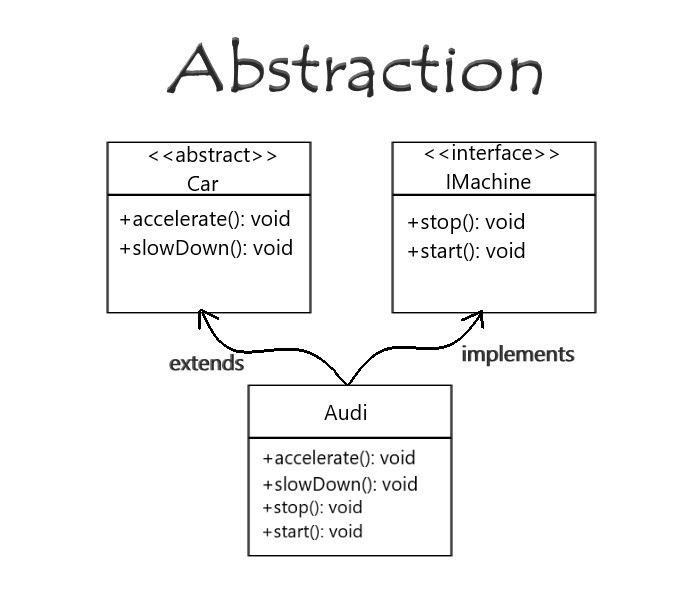 Abstraction
<<abstract>>
Car
+accelerate(): void
+slowDown(): void
<<interface>>
IMachine
+stop(): void
+start(): void
extends
implements
Audi
+accelerate(): void
+slowDown(): void
+stop(): void
+start(): void